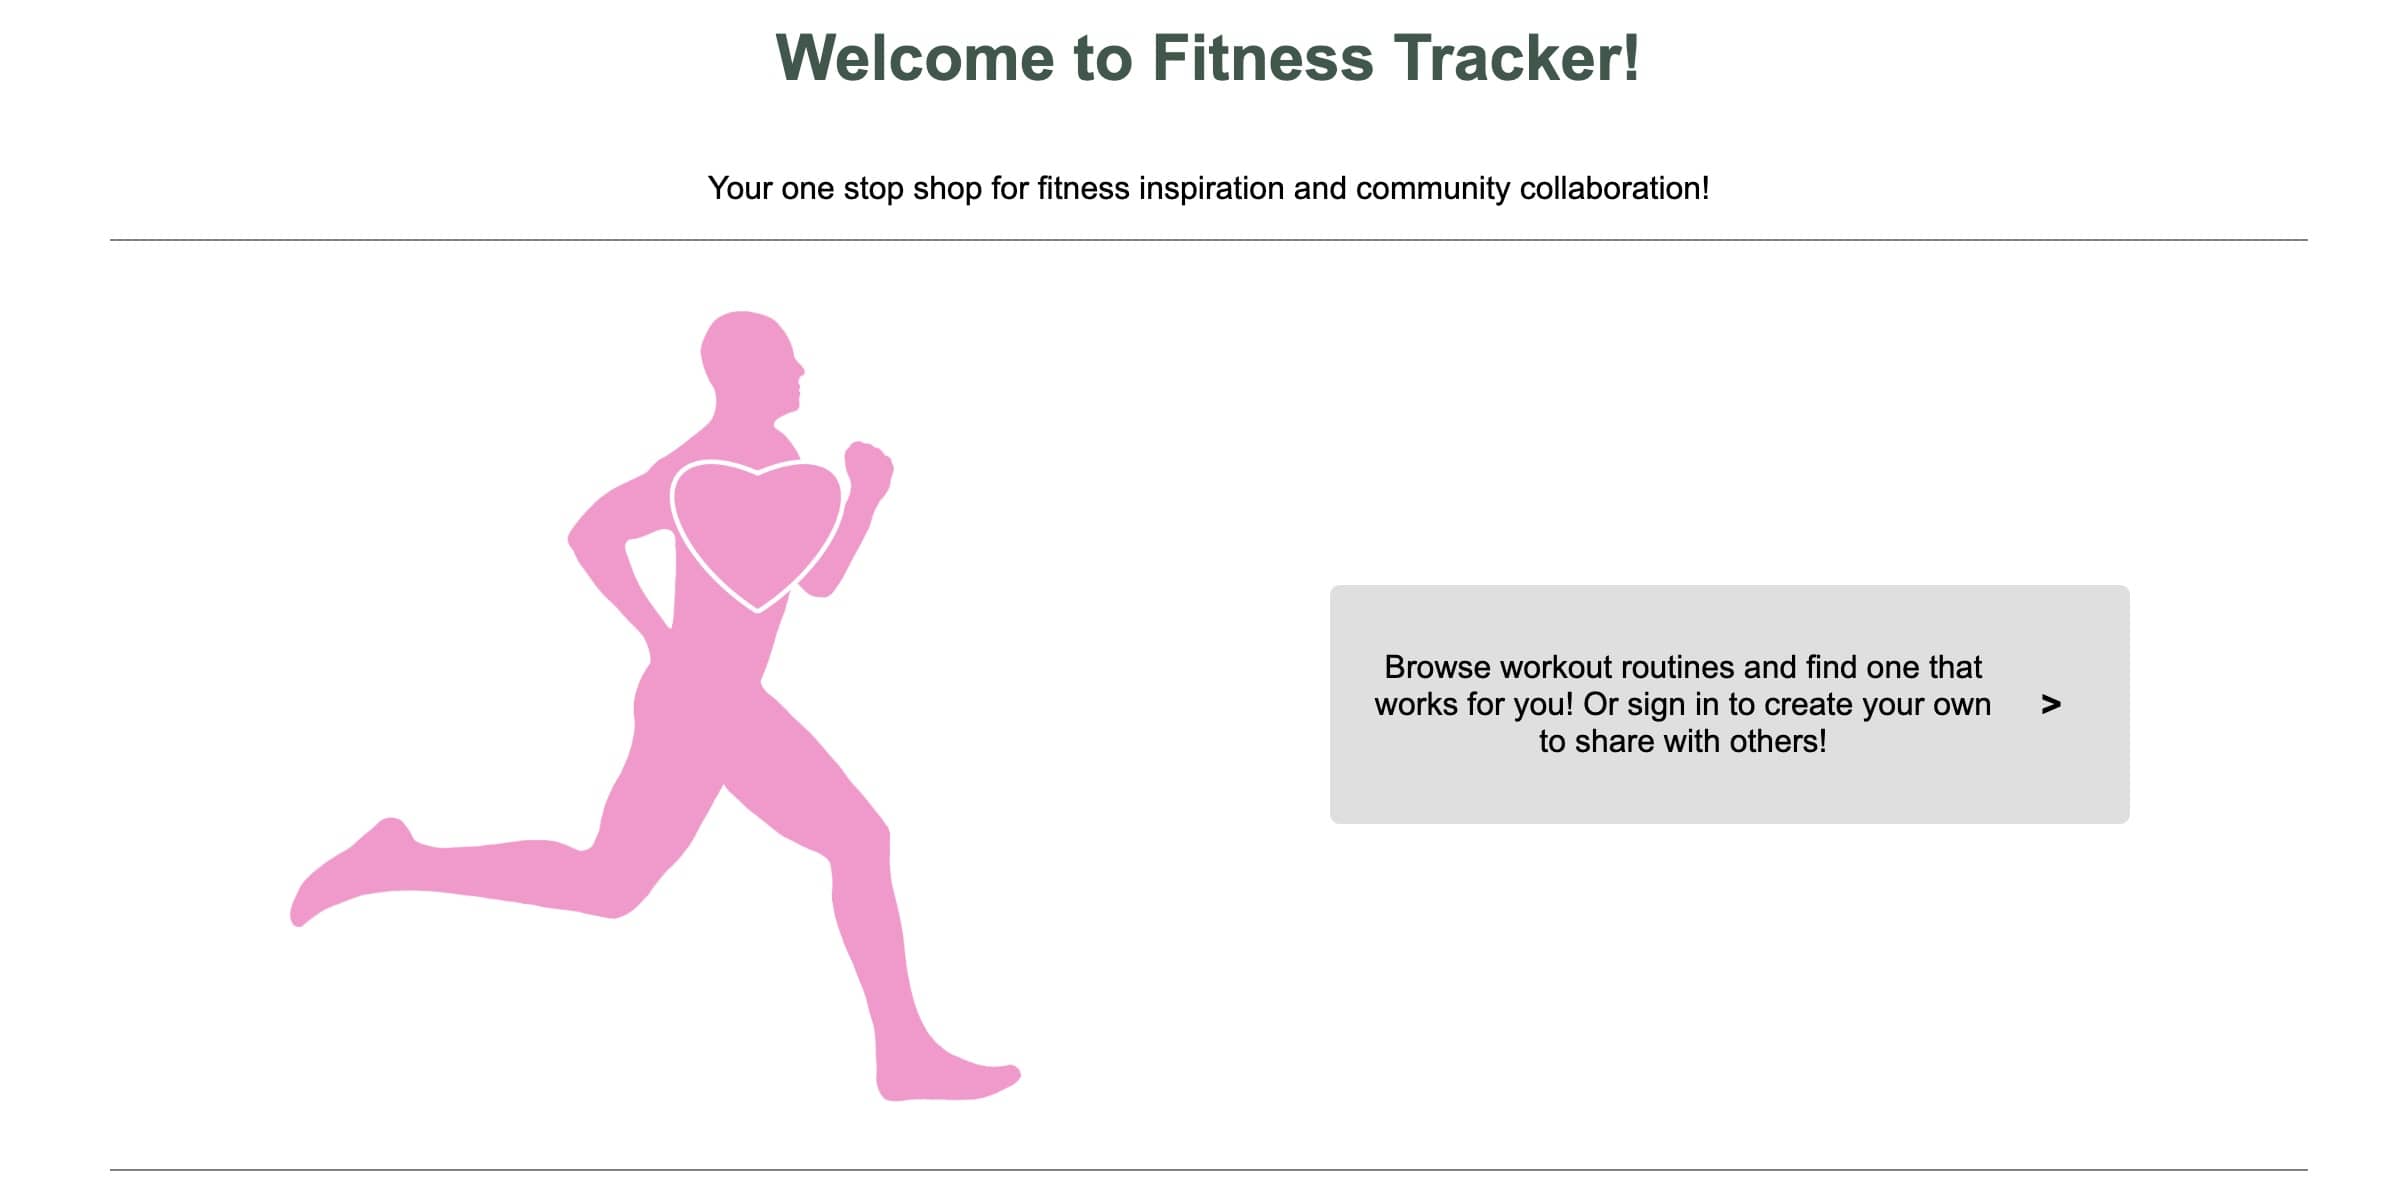 Welcome to Fitness Tracker!
Your one stop shop for fitness inspiration and community collaboration!
Browse workout routines and find one that
works for you! Or sign in to create your own
to share with others!
>